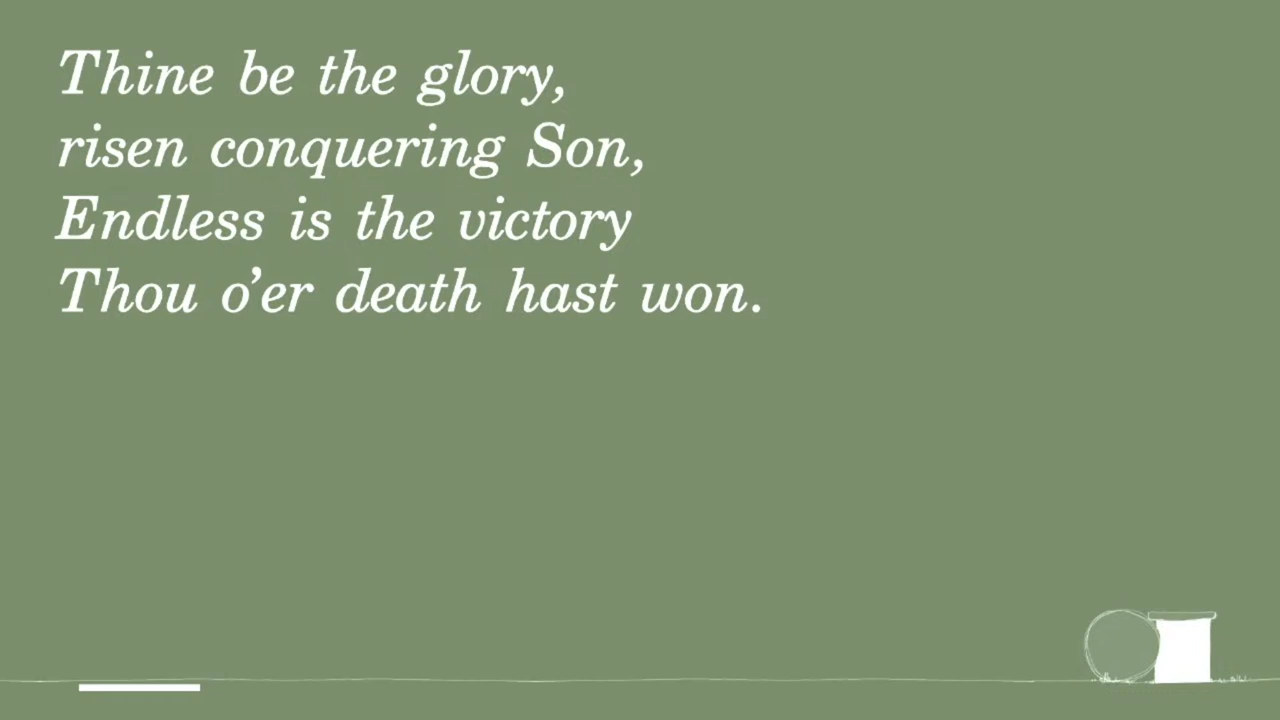 Thine be the glory,
risen conquering Son,
Endless is the victory
Thou o’er death hast won.